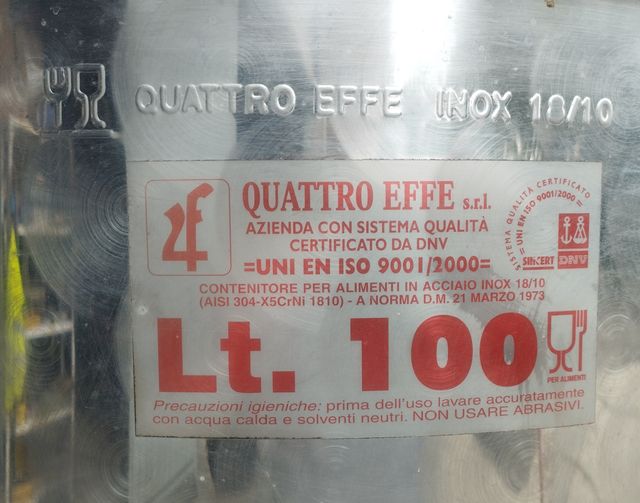 QUATTRO EFFE INOX 18/10
4F
QUATTRO EFFE s.r.l.
AZIENDA CON SISTEMA QUALITÀ
CERTIFICATO DA DNV
=UNI EN ISO 9001/2000=
SISTEMA QUALITÀ CERTIFICATO
= UNI EN ISO 9001/2000 =
SINCERT DNV
CONTENITORE PER ALIMENTI IN ACCIAIO INOX 18/10
(AISI 304-X5CrNi 1810) - A NORMA D.M. 21 MARZO 1973
Lt. 100
PER ALIMENTI
Precauzioni igieniche: prima dell'uso lavare accuratamente
con acqua calda e solventi neutri. NON USARE ABRASIVI.